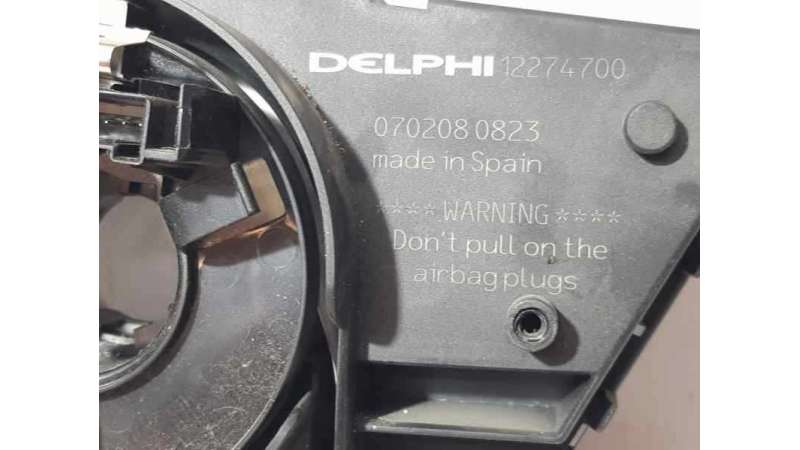 DELPHI 12274700
070208 0823
made in Spain
****WARNING****
Don't pull on the
airbag plugs